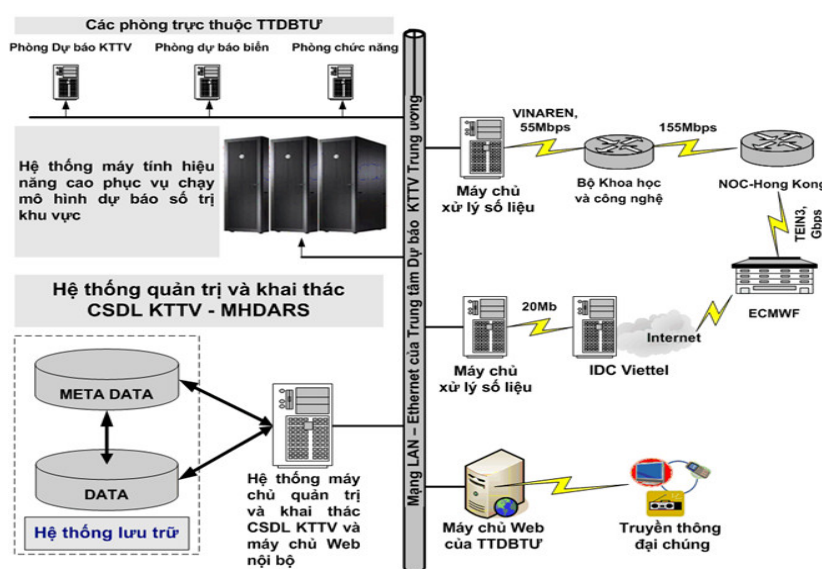 Các phòng trực thuộc TTDBTƯ
Phòng Dự báo KTTV
Phòng dự báo biển
Phòng chức năng
Hệ thống máy tính hiệu
năng cao phục vụ chạy
mô hình dự báo số trị
khu vực
Hệ thống quản trị và khai thác
CSDL KTTV - MHDARS
META DATA
DATA
Hệ thống lưu trữ
Hệ thống máy
chủ quản trị
và khai thác
CSDL KTTV và
máy chủ Web
nội bộ
Mạng LAN – Ethernet của Trung tâm Dự báo KTTV Trung ương
VINAREN,
55Mbps
155Mbps
Máy chủ
xử lý số liệu
Bộ Khoa học
và công nghệ
NOC-Hong Kong
TEIN3,
Gbps
ECMWF
20Mb
Internet
Máy chủ
xử lý số liệu
IDC Viettel
Máy chủ Web
của TTDBTƯ
Truyền thông
đại chúng